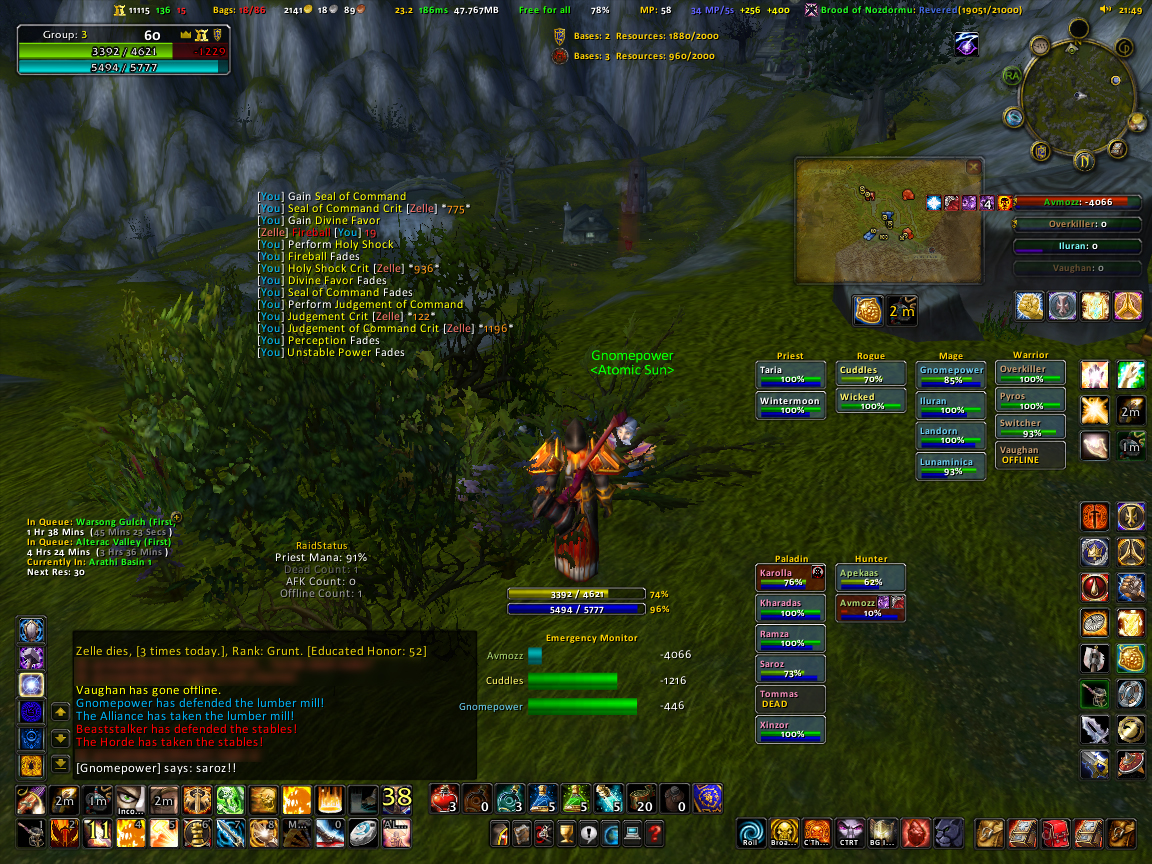 11115 136 15 Bags: 18/86 2141 18 89 23.2 186ms 47.767MB Free for all 78% MP: 58 34 MP/5s +256 +400 Brood of Nozdormu: Revered(19051/21000) 21:49
Group: 3 60
3392 / 4621 -1229
5494 / 5777
Bases: 2 Resources: 1880/2000
Bases: 3 Resources: 960/2000
RA
[You] Gain Seal of Command
[You] Seal of Command Crit [Zelle] *775*
[You] Gain Divine Favor
[Zelle] Fireball [You] 19
[You] Perform Holy Shock
[You] Fireball Fades
[You] Holy Shock Crit [Zelle] *936*
[You] Divine Favor Fades
[You] Seal of Command Fades
[You] Perform Judgement of Command
[You] Judgement Crit [Zelle] *122*
[You] Judgement of Command Crit [Zelle] *1196*
[You] Perception Fades
[You] Unstable Power Fades
4 Avmozz: -4066
Overkiller: 0
Iluran: 0
Vaughan: 0
2 m
Gnomepower
<Atomic Sun>
Priest
Taria
100%
Wintermoon
100%
Rogue
Cuddles
70%
Wicked
100%
Mage
Gnomepower
85%
Iluran
100%
Landorn
100%
Lunaminica
93%
Warrior
Overkiller
100%
Pyros
100%
Switcher
93%
Vaughan
OFFLINE
2m
1m
In Queue: Warsong Gulch (First)
1 Hr 38 Mins (45 Mins 23 Secs )
In Queue: Alterac Valley (First)
4 Hrs 24 Mins (3 Hrs 36 Mins )
Currently In: Arathi Basin 1
Next Res: 30
RaidStatus
Priest Mana: 91%
Dead Count: 1
AFK Count: 0
Offline Count: 1
3392 / 4621 74%
5494 / 5777 96%
Emergency Monitor
Avmozz -4066
Cuddles -1216
Gnomepower -446
Paladin
Karolla
76%
Kharadas
100%
Ramza
100%
Saroz
73%
Tommas
DEAD
Xinzor
100%
Hunter
Apekaas
62%
Avmozz
10%
Zelle dies, [3 times today.], Rank: Grunt. [Educated Honor: 52]
Vaughan has gone offline.
Gnomepower has defended the lumber mill!
The Alliance has taken the lumber mill!
Beaststalker has defended the stables!
The Horde has taken the stables!
[Gnomepower] says: saroz!!
2m 1m Inco... 2m 38
3 0 3 5 5 5 20 0
11 4 5 6 8 M... 0 AL...
Roll Broa... C'Th... CTRT BG I...